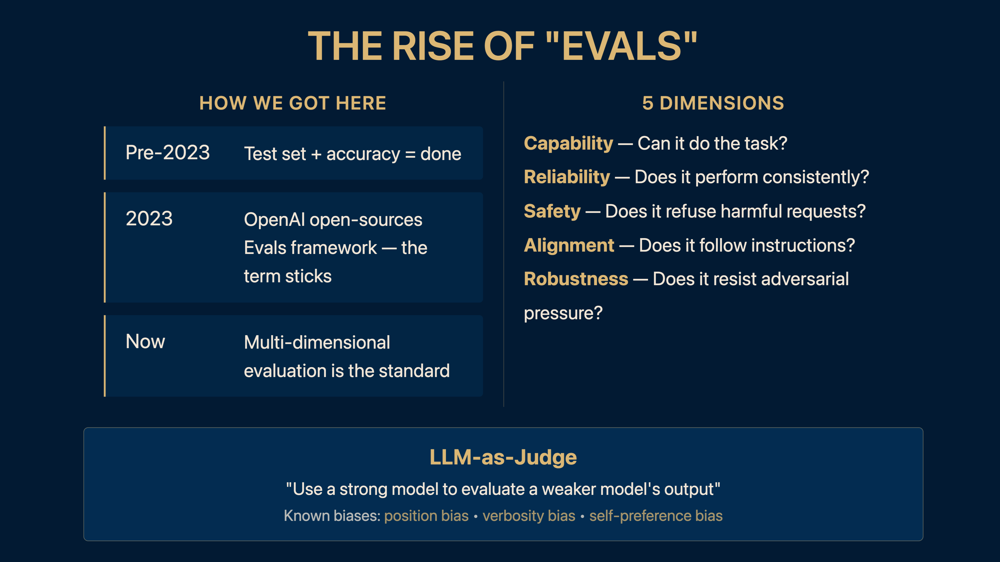 THE RISE OF "EVALS"
HOW WE GOT HERE
Pre-2023
Test set + accuracy = done
2023
OpenAI open-sources
Evals framework — the
term sticks
Now
Multi-dimensional
evaluation is the standard
5 DIMENSIONS
Capability — Can it do the task?
Reliability — Does it perform consistently?
Safety — Does it refuse harmful requests?
Alignment — Does it follow instructions?
Robustness — Does it resist adversarial
pressure?
LLM-as-Judge
"Use a strong model to evaluate a weaker model's output"
Known biases: position bias • verbosity bias • self-preference bias